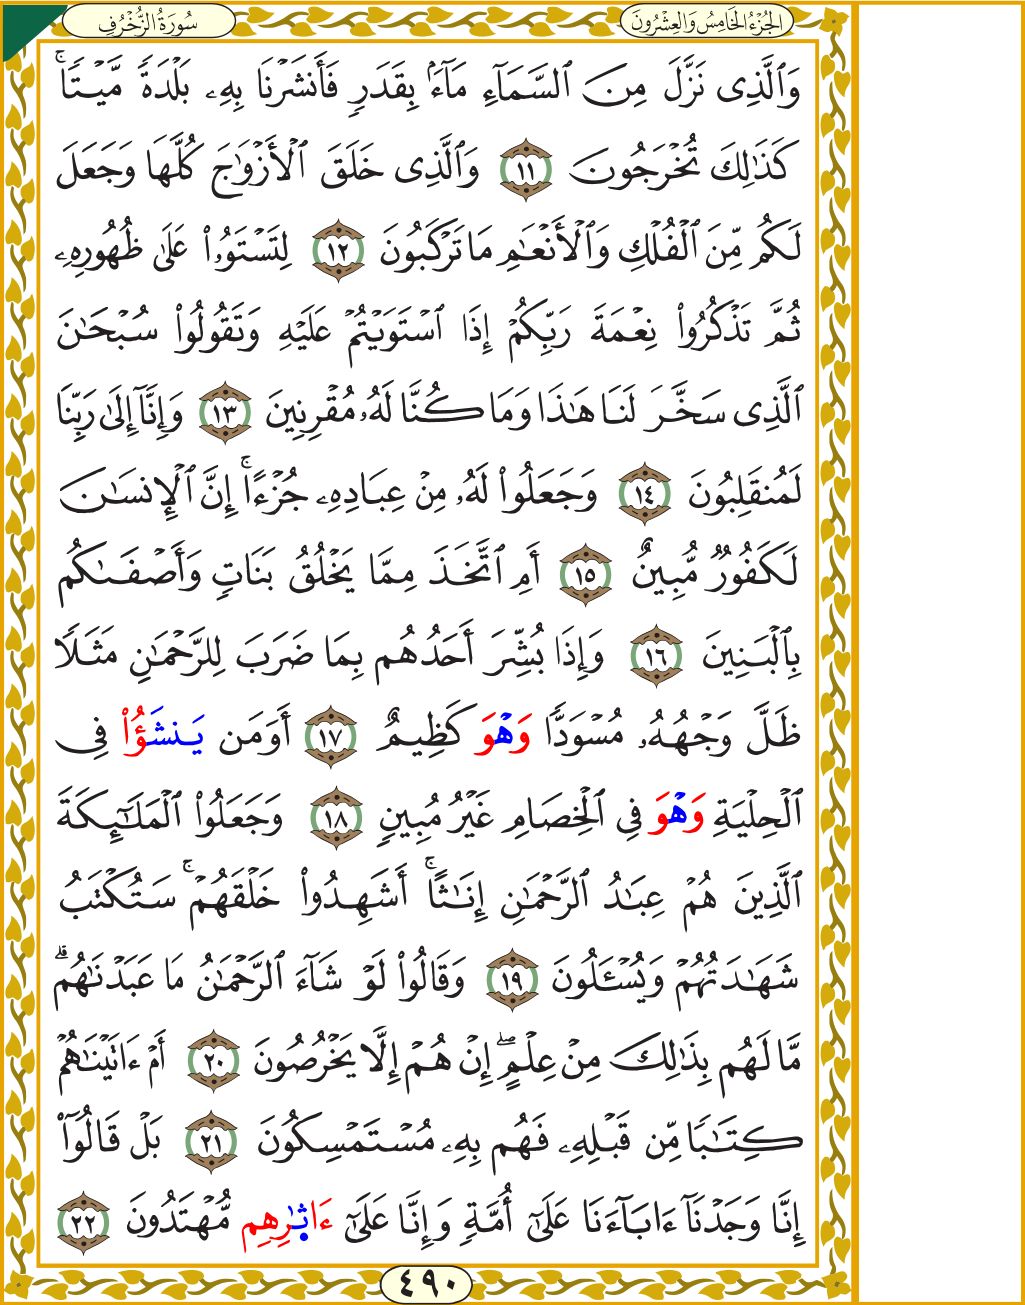 الجُزْءُ الخَامِسُ وَالعِشْرُونَ
سُورَةُ الزُّخْرُفِ
وَٱلَّذِى نَزَّلَ مِنَ ٱلسَّمَآءِ مَآءَۢ بِقَدَرٍ فَأَنشَرْنَا بِهِۦ بَلْدَةً مَّيْتًا ۚ
كَذَٰلِكَ تُخْرَجُونَ ١١ وَٱلَّذِى خَلَقَ ٱلْأَزْوَٰجَ كُلَّهَا وَجَعَلَ
لَكُم مِّنَ ٱلْفُلْكِ وَٱلْأَنْعَٰمِ مَا تَرْكَبُونَ ١٢ لِتَسْتَوُۥا۟ عَلَىٰ ظُهُورِهِۦ
ثُمَّ تَذْكُرُوا۟ نِعْمَةَ رَبِّكُمْ إِذَا ٱسْتَوَيْتُمْ عَلَيْهِ وَتَقُولُوا۟ سُبْحَٰنَ
ٱلَّذِى سَخَّرَ لَنَا هَٰذَا وَمَا كُنَّا لَهُۥ مُقْرِنِينَ ١٣ وَإِنَّآ إِلَىٰ رَبِّنَا
لَمُنقَلِبُونَ ١٤ وَجَعَلُوا۟ لَهُۥ مِنْ عِبَادِهِۦ جُزْءًا ۚ إِنَّ ٱلْإِنسَٰنَ
لَكَفُورٌ مُّبِينٌ ١٥ أَمِ ٱتَّخَذَ مِمَّا يَخْلُقُ بَنَاتٍ وَأَصْفَىٰكُم
بِٱلْبَنِينَ ١٦ وَإِذَا بُشِّرَ أَحَدُهُم بِمَا ضَرَبَ لِلرَّحْمَٰنِ مَثَلًا
ظَلَّ وَجْهُهُۥ مُسْوَدًّا وَهْوَ كَظِيمٌ ١٧ أَوَمَن يَنشَؤُا۟ فِى
ٱلْحِلْيَةِ وَهْوَ فِى ٱلْخِصَامِ غَيْرُ مُبِينٍ ١٨ وَجَعَلُوا۟ ٱلْمَلَٰٓئِكَةَ
ٱلَّذِينَ هُمْ عِبَٰدُ ٱلرَّحْمَٰنِ إِنَٰثًا ۚ أَشَهِدُوا۟ خَلْقَهُمْ ۚ سَتُكْتَبُ
شَهَٰدَتُهُمْ وَيُسْـَٔلُونَ ١٩ وَقَالُوا۟ لَوْ شَآءَ ٱلرَّحْمَٰنُ مَا عَبَدْنَٰهُم ۗ
مَّا لَهُم بِذَٰلِكَ مِنْ عِلْمٍ ۖ إِنْ هُمْ إِلَّا يَخْرُصُونَ ٢٠ أَمْ ءَاتَيْنَٰهُمْ
كِتَٰبًا مِّن قَبْلِهِۦ فَهُم بِهِۦ مُسْتَمْسِكُونَ ٢١ بَلْ قَالُوٓا۟
إِنَّا وَجَدْنَآ ءَابَآءَنَا عَلَىٰٓ أُمَّةٍ وَإِنَّا عَلَىٰٓ ءَاثَٰرِهِم مُّهْتَدُونَ ٢٢
٤٩٠